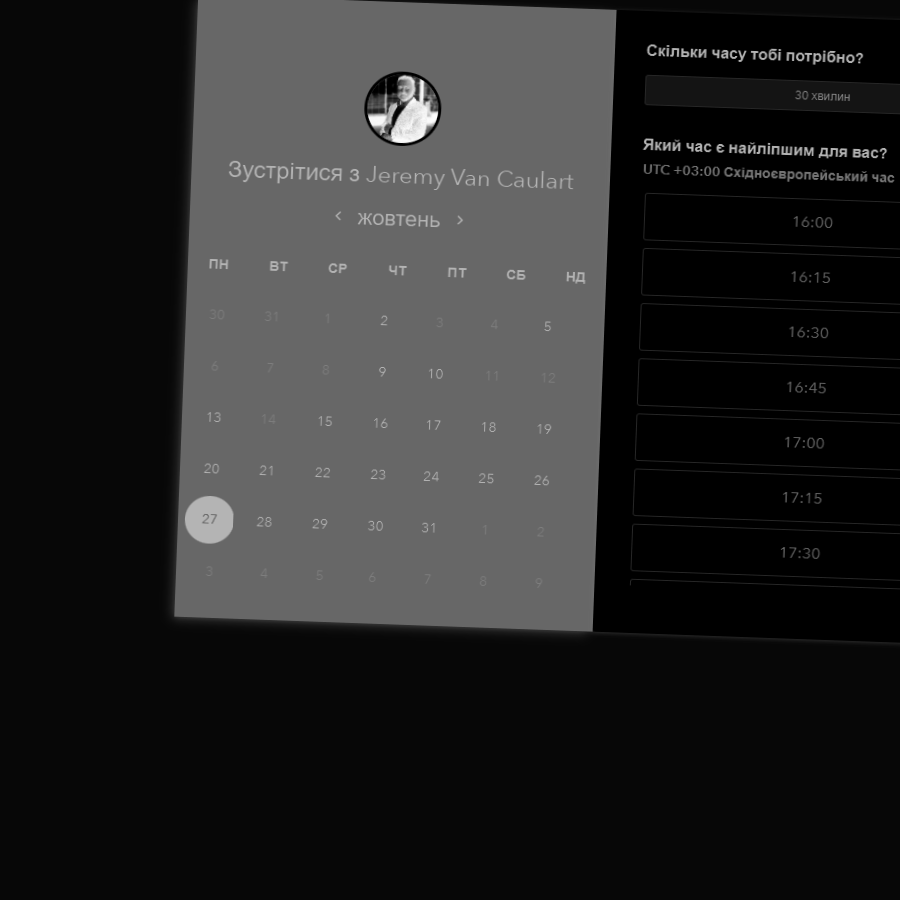 Зустрітися з Jeremy Van Caulart
‹ жовтень ›
ПН ВТ СР ЧТ ПТ СБ НД
30 31 1 2 3 4 5
6 7 8 9 10 11 12
13 14 15 16 17 18 19
20 21 22 23 24 25 26
27 28 29 30 31 1 2
3 4 5 6 7 8 9
Скільки часу тобі потрібно?
30 хвилин
Який час є найліпшим для вас?
UTC +03:00 Східноєвропейський час
16:00
16:15
16:30
16:45
17:00
17:15
17:30